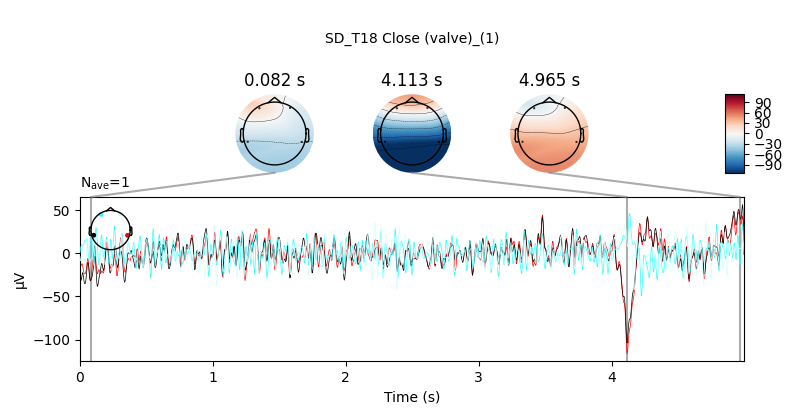 SD_T18 Close (valve)_(1)
0.082 s 4.113 s 4.965 s
90
60
30
0
−30
−60
−90
Nave=1
50
0
−50
−100
µV
0 1 2 3 4
Time (s)